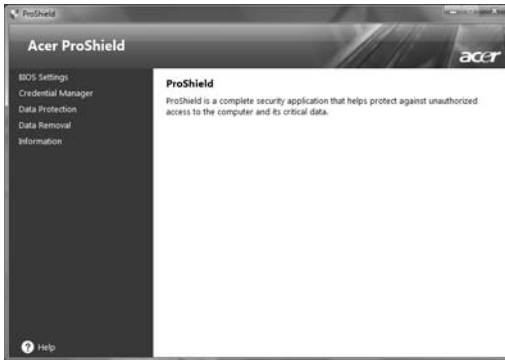 ProShield
Acer ProShield
acer
BIOS Settings
Credential Manager
Data Protection
Data Removal
Information
ProShield
ProShield is a complete security application that helps protect against unauthorized
access to the computer and its critical data.
? Help